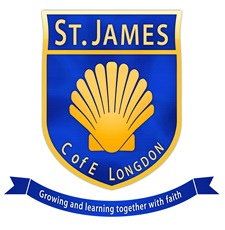 ST. JAMES
C of E LONGDON
Growing and learning together with faith